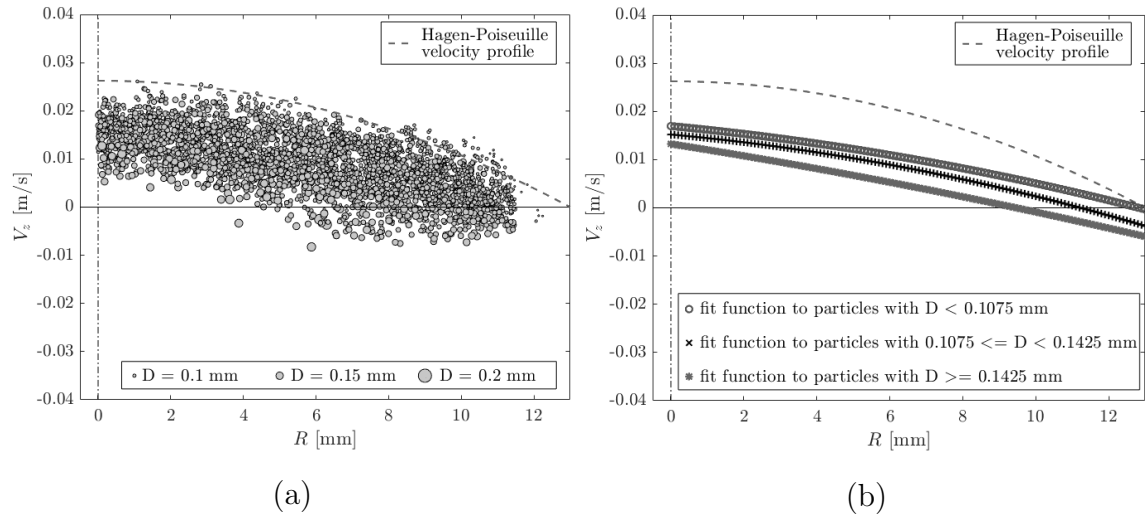 0.04
0.03
0.02
0.01
0
-0.01
-0.02
-0.03
-0.04
V_z [m/s]
Hagen-Poiseuille
velocity profile
D = 0.1 mm D = 0.15 mm D = 0.2 mm
0 2 4 6 8 10 12
R [mm]
(a)
0.04
0.03
0.02
0.01
0
-0.01
-0.02
-0.03
-0.04
V_z [m/s]
Hagen-Poiseuille
velocity profile
fit function to particles with D < 0.1075 mm
fit function to particles with 0.1075 <= D < 0.1425 mm
fit function to particles with D >= 0.1425 mm
0 2 4 6 8 10 12
R [mm]
(b)